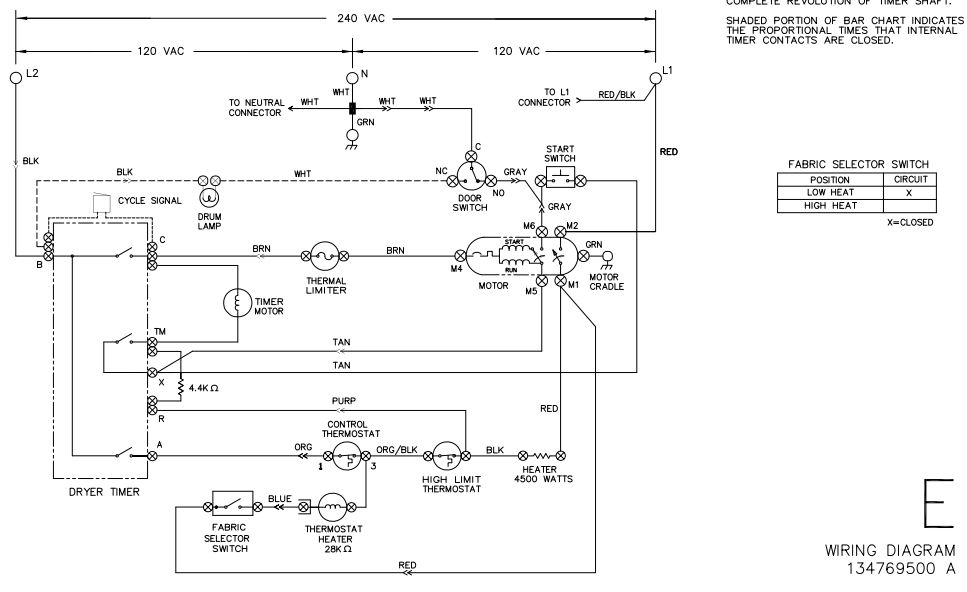 COMPLETE REVOLUTION OF TIMER SHAFT.
SHADED PORTION OF BAR CHART INDICATES
THE PROPORTIONAL TIMES THAT INTERNAL
TIMER CONTACTS ARE CLOSED.
240 VAC
120 VAC
120 VAC
L2
N
L1
WHT
TO NEUTRAL
CONNECTOR
WHT
WHT
WHT
TO L1
CONNECTOR
RED/BLK
GRN
BLK
RED
C
START
SWITCH
BLK
WHT
NC
GRAY
NO
DOOR
SWITCH
GRAY
CYCLE SIGNAL
DRUM
LAMP
FABRIC SELECTOR SWITCH
POSITION
CIRCUIT
LOW HEAT
X
HIGH HEAT
X=CLOSED
M6
M2
START
GRN
C
B
BRN
BRN
M4
RUN
THERMAL
LIMITER
MOTOR
M5
M1
MOTOR
CRADLE
TIMER
MOTOR
TM
TAN
TAN
X
4.4K Ω
PURP
RED
R
CONTROL
THERMOSTAT
A
ORG
ORG/BLK
BLK
1
3
HEATER
4500 WATTS
HIGH LIMIT
THERMOSTAT
DRYER TIMER
BLUE
FABRIC
SELECTOR
SWITCH
THERMOSTAT
HEATER
28K Ω
RED
E
WIRING DIAGRAM
134769500 A